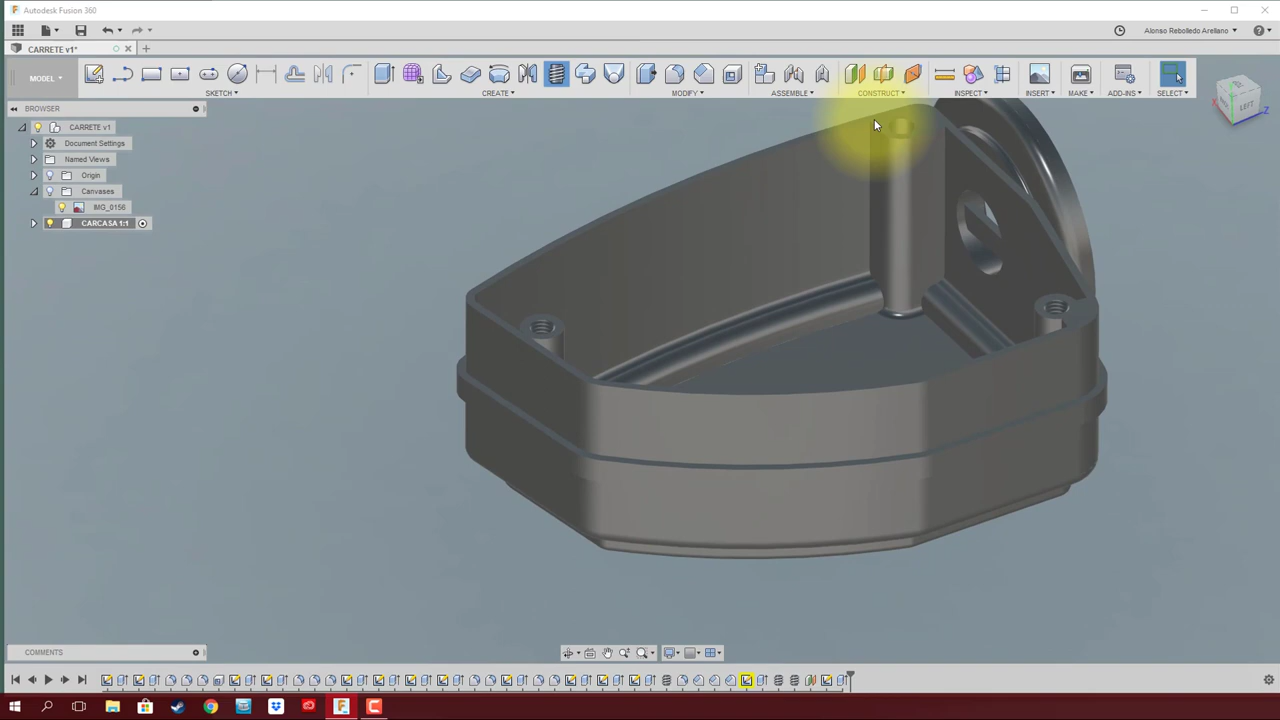 Autodesk Fusion 360
Alonso Rebolledo Arellano
CARRETE v1*
MODEL
SKETCH
CREATE
MODIFY
ASSEMBLE
CONSTRUCT
INSPECT
INSERT
MAKE
ADD-INS
SELECT
LEFT
X
Z
BROWSER
CARRETE v1
Document Settings
Named Views
Origin
Canvases
IMG_0156
CARCASA 1:1
COMMENTS